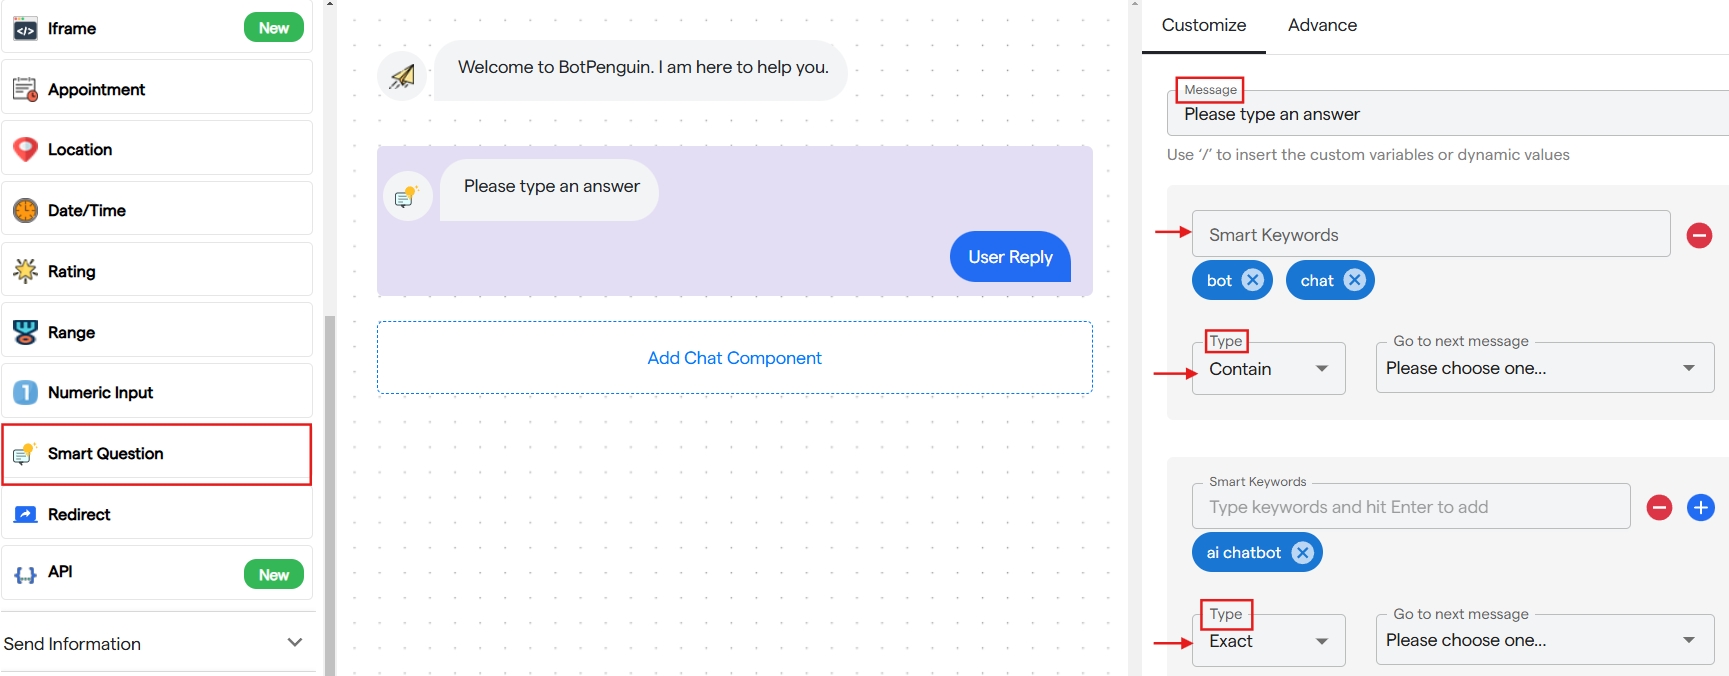 Iframe
New
Appointment
Location
Date/Time
Rating
Range
Numeric Input
Smart Question
Redirect
API
New
Send Information
Welcome to BotPenguin. I am here to help you.
Please type an answer
User Reply
Add Chat Component
Customize
Advance
Message
Please type an answer
Use ‘/’ to insert the custom variables or dynamic values
Smart Keywords
bot
chat
Type
Contain
Go to next message
Please choose one...
Smart Keywords
Type keywords and hit Enter to add
ai chatbot
Type
Exact
Go to next message
Please choose one...